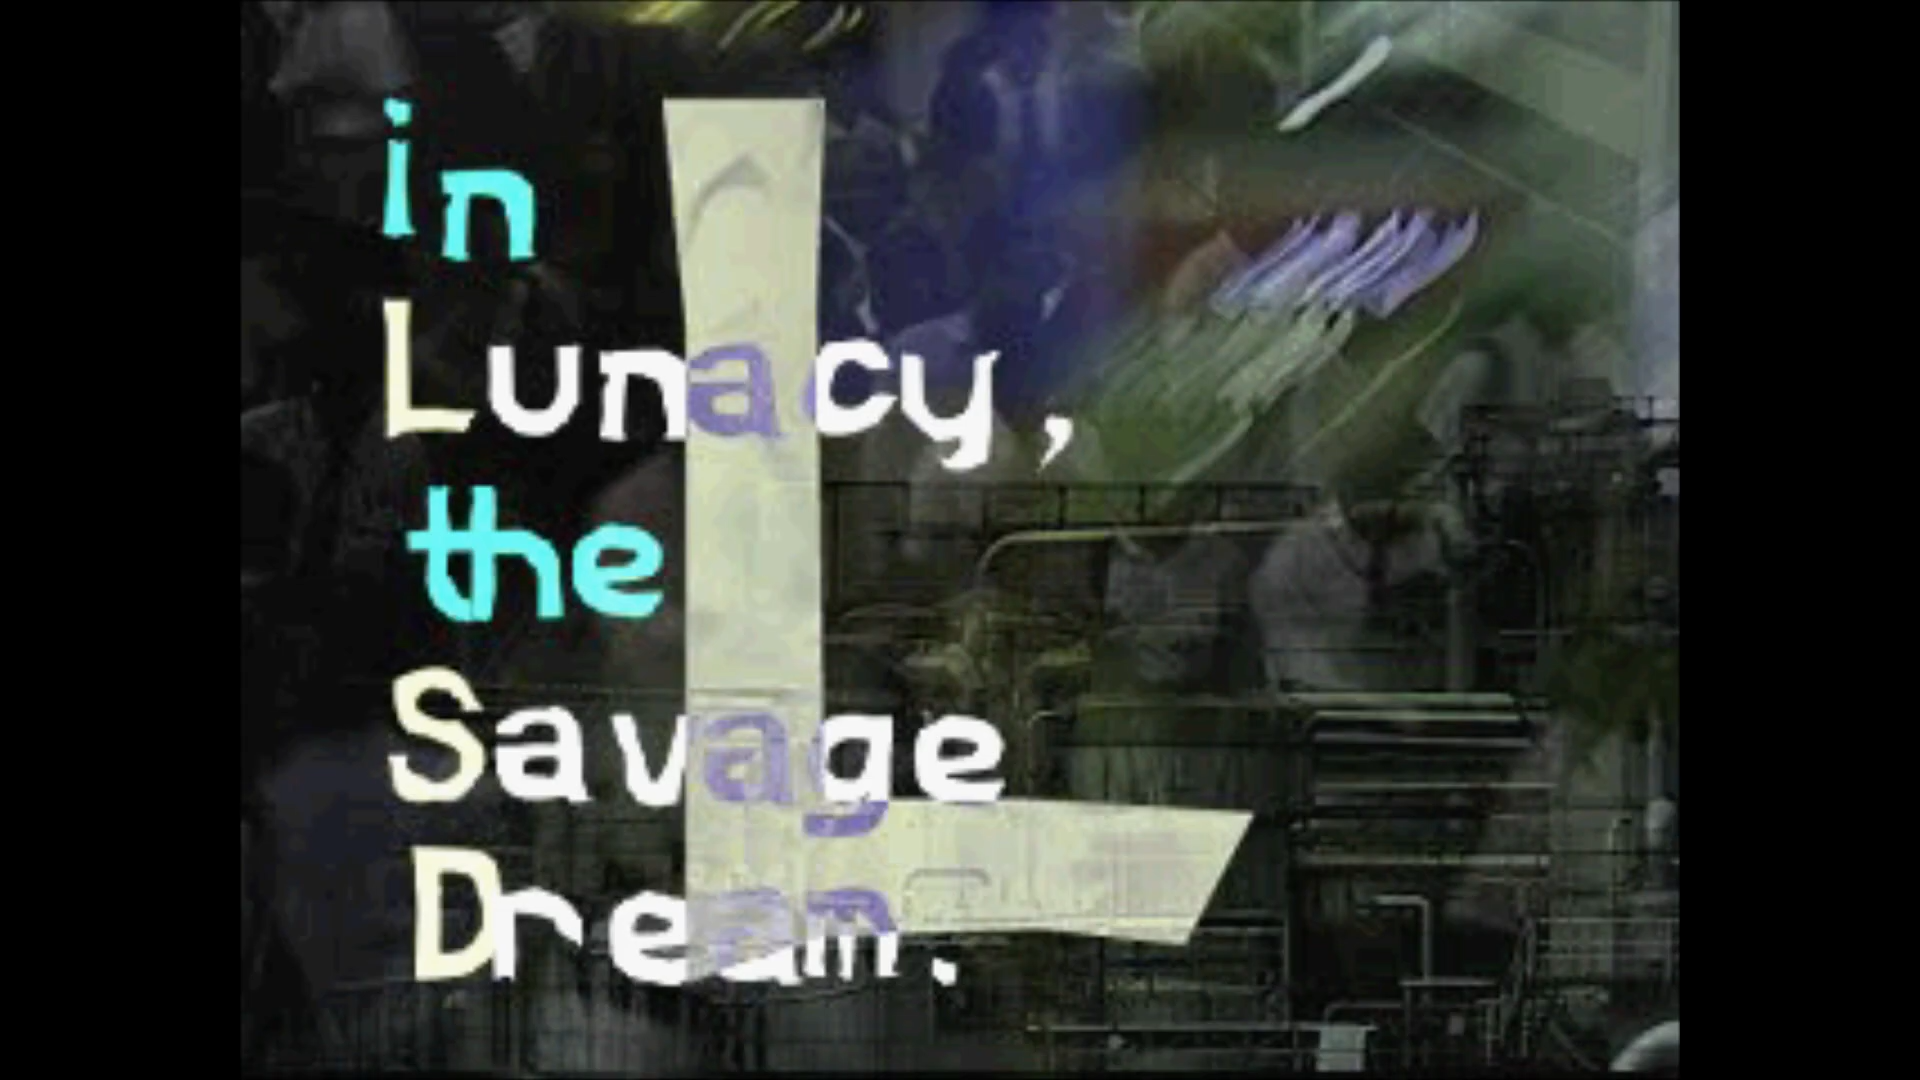 in
Lunacy,
the
Savage
Dream.
L